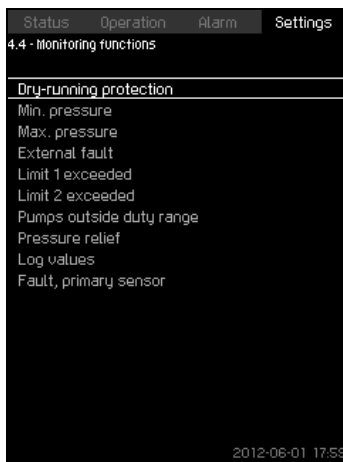 Status Operation Alarm Settings
4.4 - Monitoring functions
Dry-running protection
Min. pressure
Max. pressure
External fault
Limit 1 exceeded
Limit 2 exceeded
Pumps outside duty range
Pressure relief
Log values
Fault, primary sensor
2012-06-01 17:59